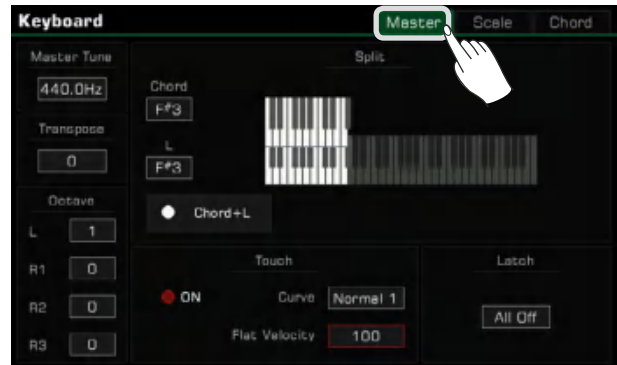 Keyboard Master Scale Chord
Master Tune
440.0Hz
Transpose
0
Octave
L 1
R1 0
R2 0
R3 0
Split
Chord
F#3
L
F#3
Chord+L
Touch
ON
Curve Normal 1
Flat Velocity 100
Latch
All Off